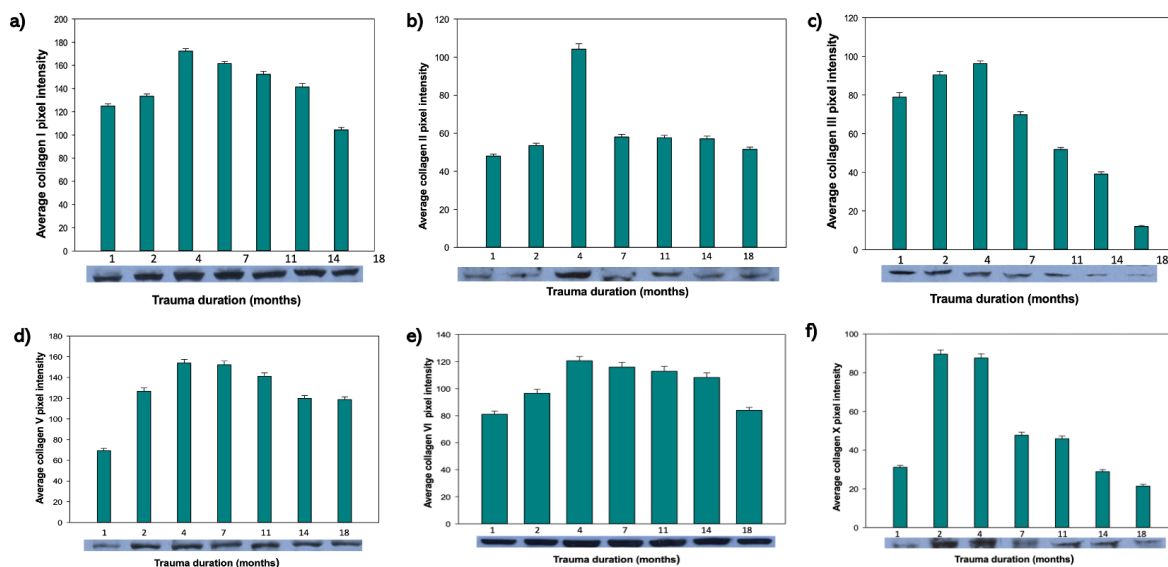 a)
Average collagen I pixel intensity
200
180
160
140
120
100
80
60
40
20
0
1 2 4 7 11 14 18
Trauma duration (months)
b)
Average collagen II pixel intensity
120
100
80
60
40
20
0
1 2 4 7 11 14 18
Trauma duration (months)
c)
Average collagen III pixel intensity
120
100
80
60
40
20
0
1 2 4 7 11 14 18
Trauma duration (months)
d)
Average collagen V pixel intensity
180
160
140
120
100
80
60
40
20
0
1 2 4 7 11 14 18
Trauma duration (months)
e)
Average collagen VI pixel intensity
140
120
100
80
60
40
20
0
1 2 4 7 11 14 18
Trauma duration (months)
f)
Average collagen X pixel intensity
100
80
60
40
20
0
1 2 4 7 11 14 18
Trauma duration (months)